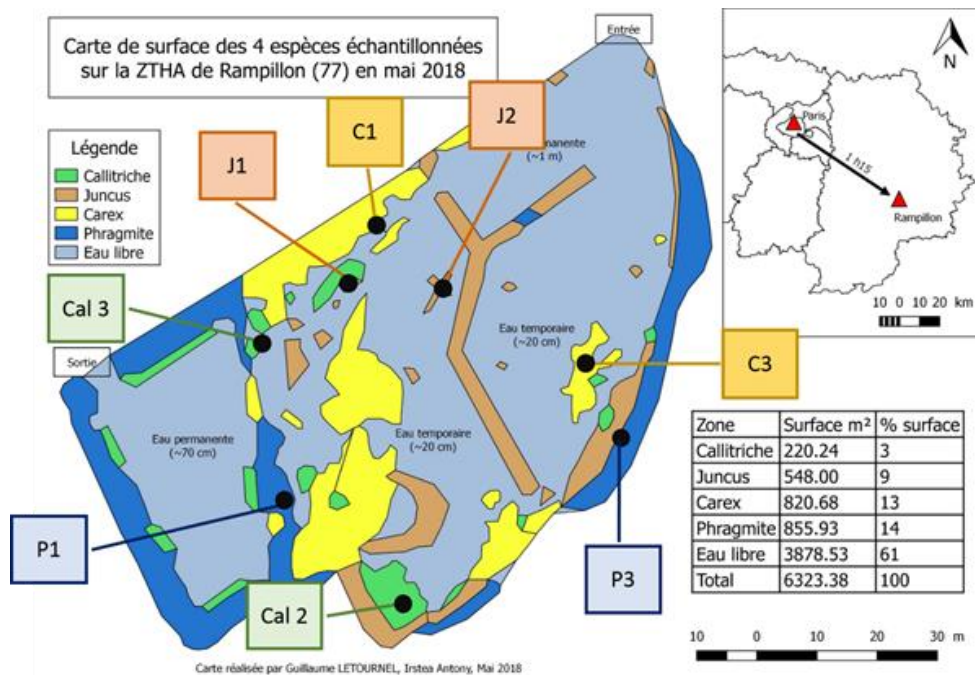 Carte de surface des 4 espèces échantillonnées
sur la ZTHA de Rampillon (77) en mai 2018
Entrée
N
C1
J2
J1
manente
(~1 m)
Légende
Callitriche
Juncus
Carex
Phragmite
Eau libre
Paris
1 h15
Rampillon
10 0 10 20 km
Cal 3
Sortie
Eau temporaire
(~20 cm)
C3
Eau permanente
(~70 cm)
Eau temporaire
(~20 cm)
Zone Surface m² % surface
Callitriche 220.24 3
Juncus 548.00 9
Carex 820.68 13
Phragmite 855.93 14
Eau libre 3878.53 61
Total 6323.38 100
P1
P3
Cal 2
10 0 10 20 30 m
Carte réalisée par Guillaume LETOURNEL, Irstea Antony, Mai 2018